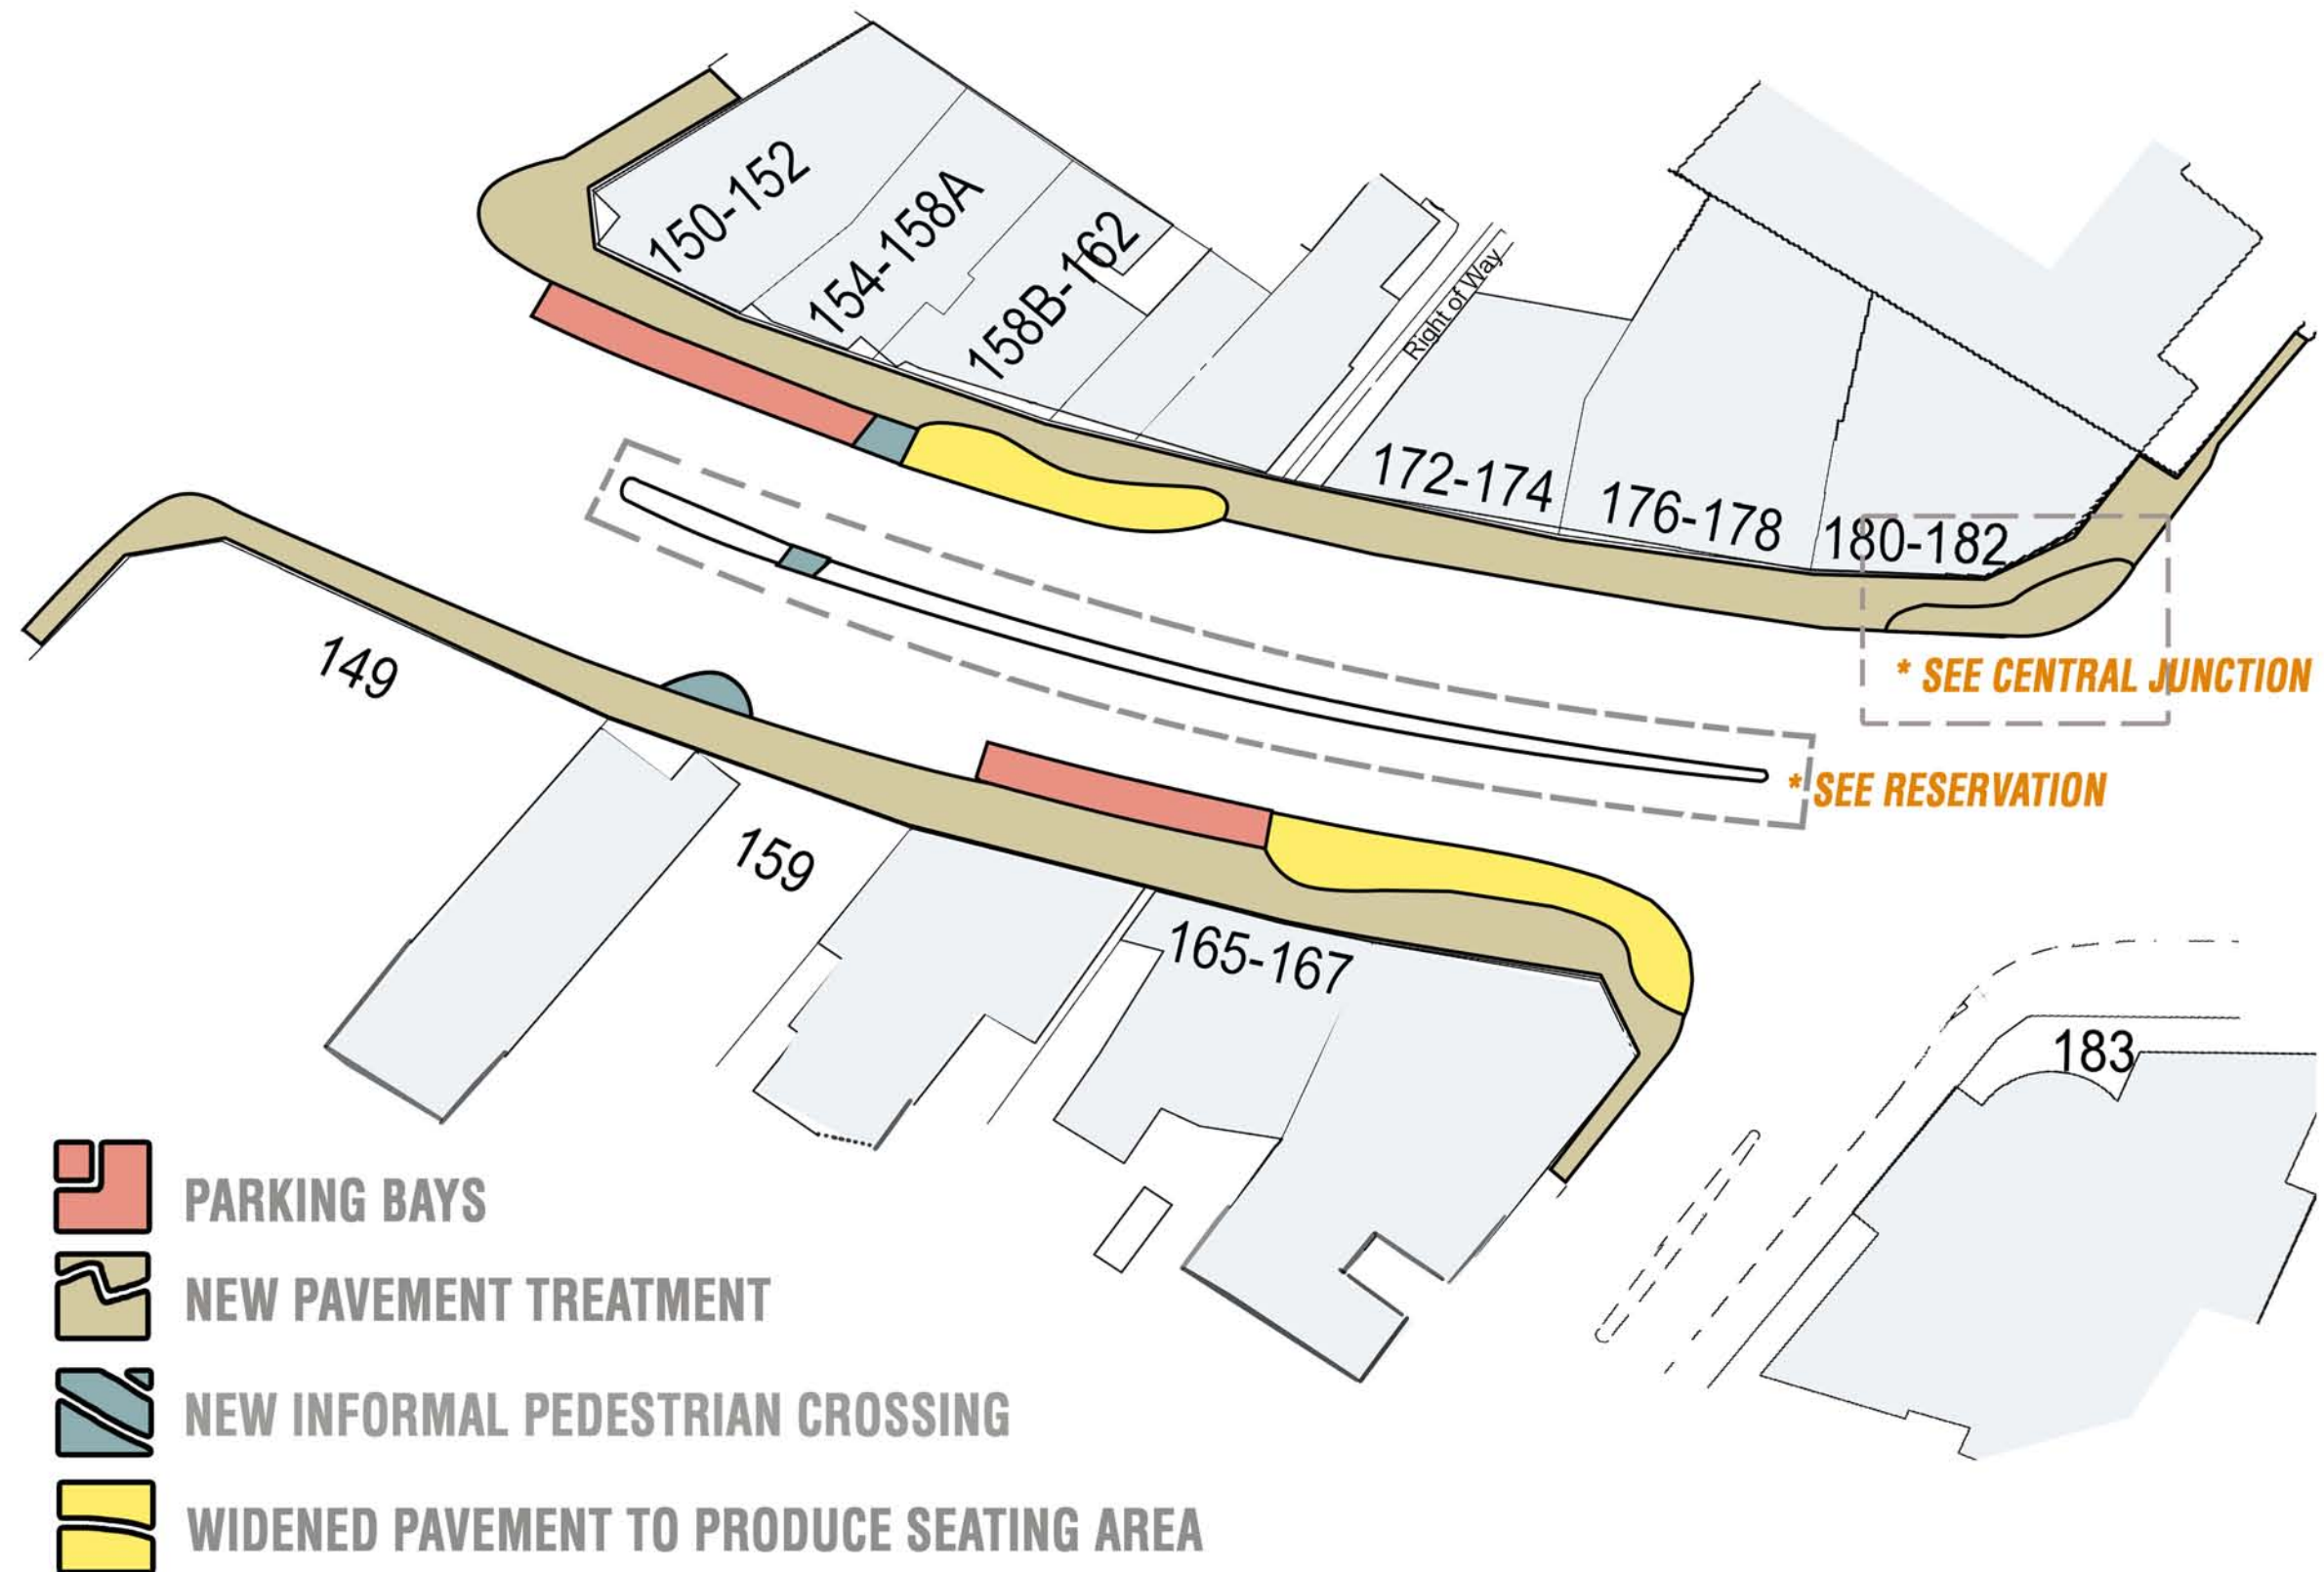 150-152
154-158A
158B-162
Right of Way
172-174
176-178
180-182
* SEE CENTRAL JUNCTION
149
* SEE RESERVATION
159
165-167
183
PARKING BAYS
NEW PAVEMENT TREATMENT
NEW INFORMAL PEDESTRIAN CROSSING
WIDENED PAVEMENT TO PRODUCE SEATING AREA